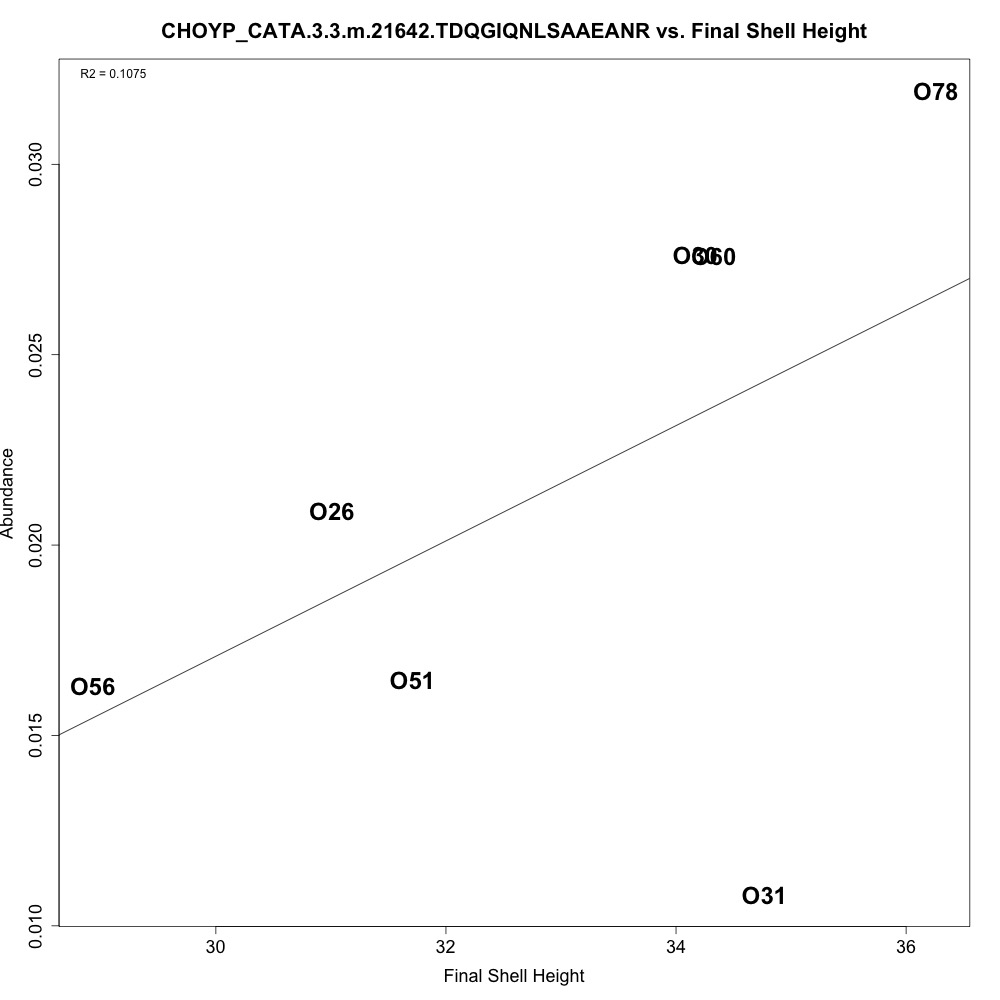 CHOYP_CATA.3.3.m.21642.TDQGIQNLSAAEANR vs. Final Shell Height
R2 = 0.1075
O78
0.030
O60
0.025
O26
0.020
O56
O51
0.015
O31
0.010
Abundance
30 32 34 36
Final Shell Height